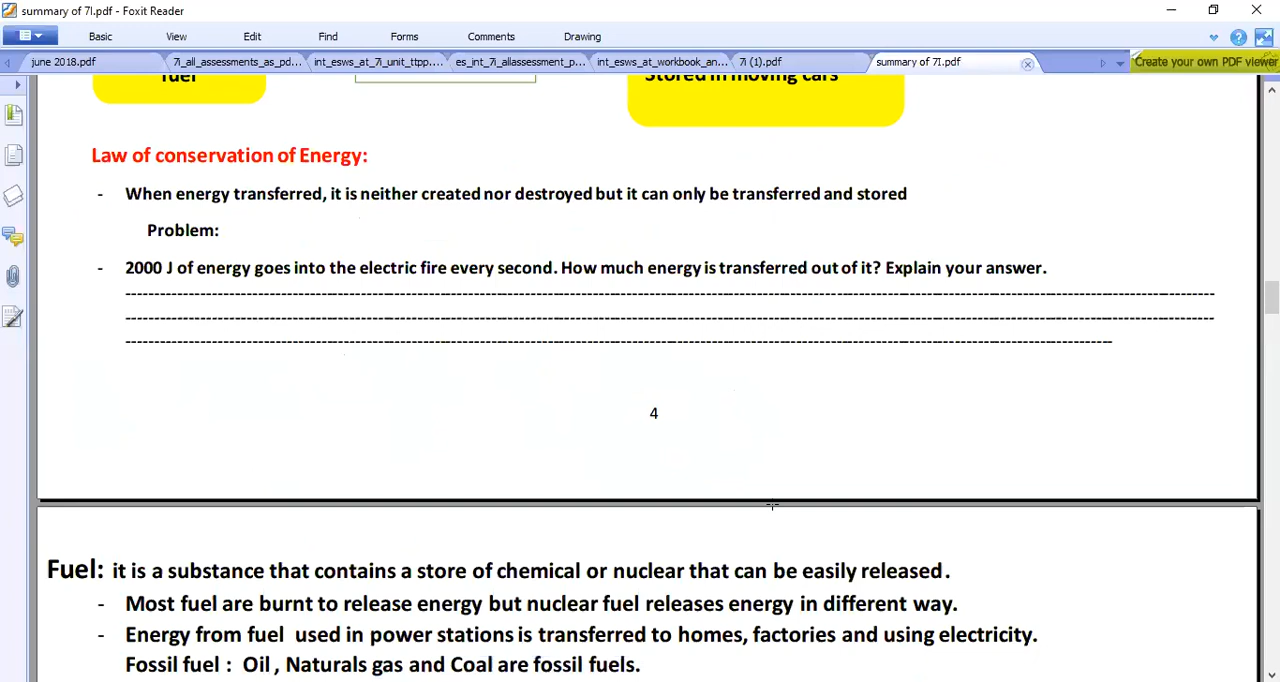 summary of 7I.pdf - Foxit Reader
Basic View Edit Find Forms Comments Drawing
june 2018.pdf 7i_all_assessments_as_pd... int_esws_at_7i_unit_ttpp.... es_int_7i_allassessment_p... int_esws_at_workbook_an... 7i (1).pdf summary of 7I.pdf Create your own PDF viewer
fuel Stored in moving cars
Law of conservation of Energy:
- When energy transferred, it is neither created nor destroyed but it can only be transferred and stored
Problem:
- 2000 J of energy goes into the electric fire every second. How much energy is transferred out of it? Explain your answer.
4
Fuel: it is a substance that contains a store of chemical or nuclear that can be easily released.
- Most fuel are burnt to release energy but nuclear fuel releases energy in different way.
- Energy from fuel used in power stations is transferred to homes, factories and using electricity.
Fossil fuel : Oil , Naturals gas and Coal are fossil fuels.